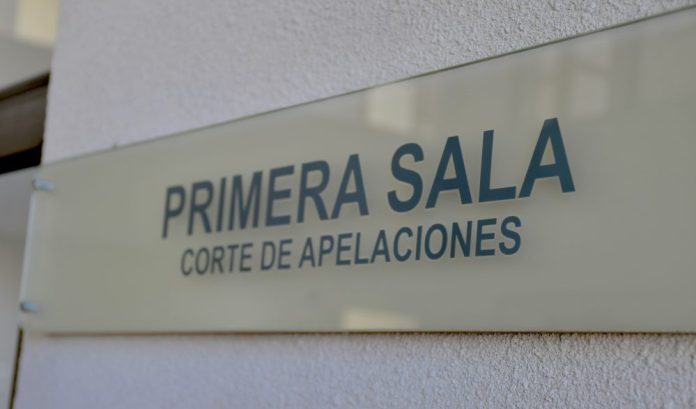 PRIMERA SALA
CORTE DE APELACIONES